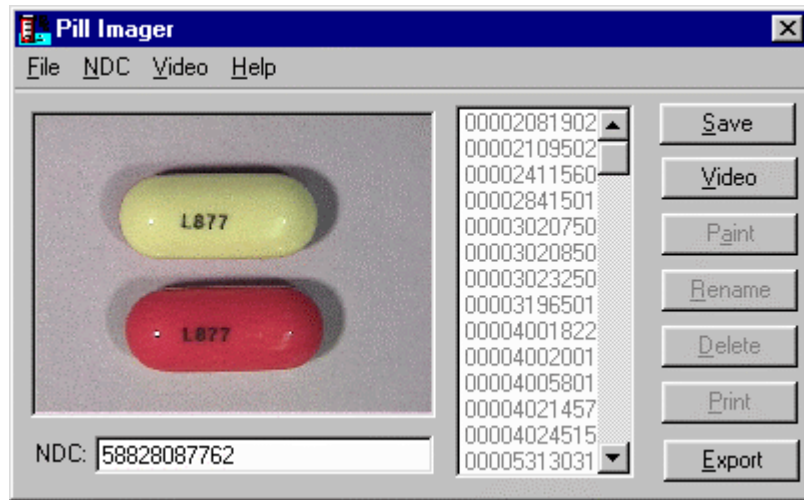 Pill Imager
File NDC Video Help
L877
L877
NDC: 58828087762
00002081902
00002109502
00002411560
00002841501
00003020750
00003020850
00003023250
00003196501
00004001822
00004002001
00004005801
00004021457
00004024515
00005313031
Save
Video
Paint
Rename
Delete
Print
Export